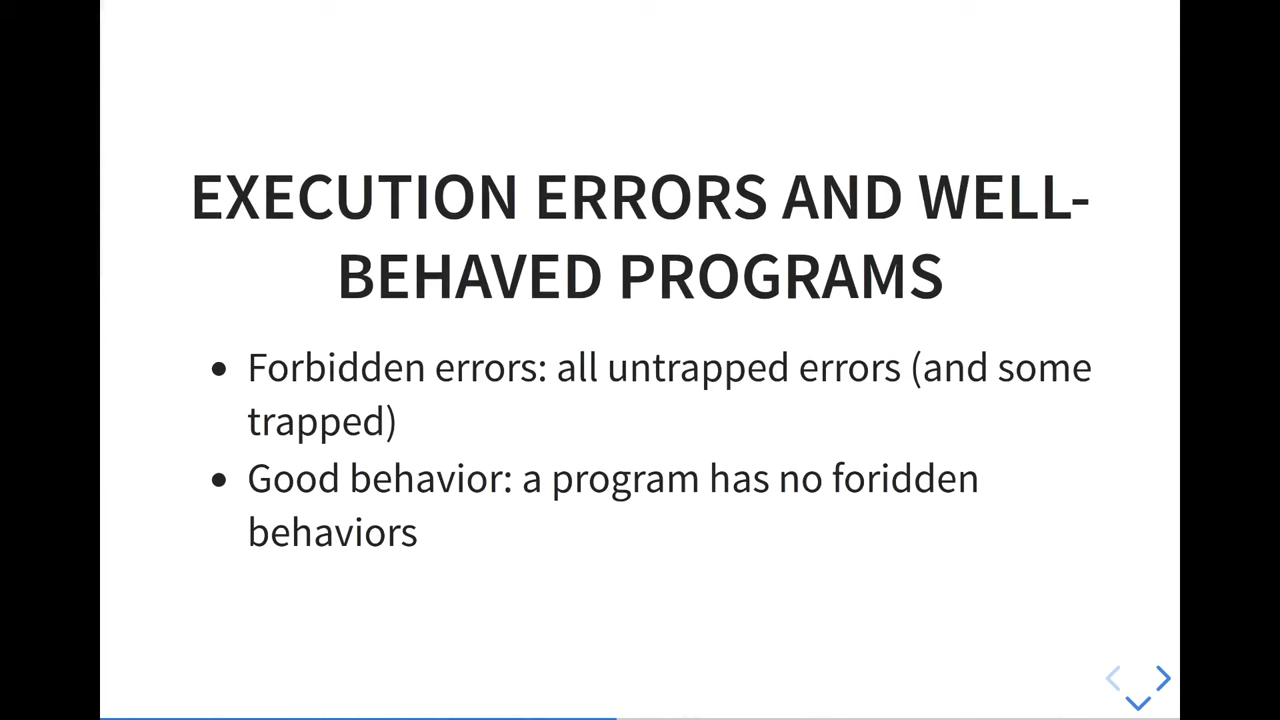 EXECUTION ERRORS AND WELL-
BEHAVED PROGRAMS
• Forbidden errors: all untrapped errors (and some
trapped)
• Good behavior: a program has no foridden
behaviors